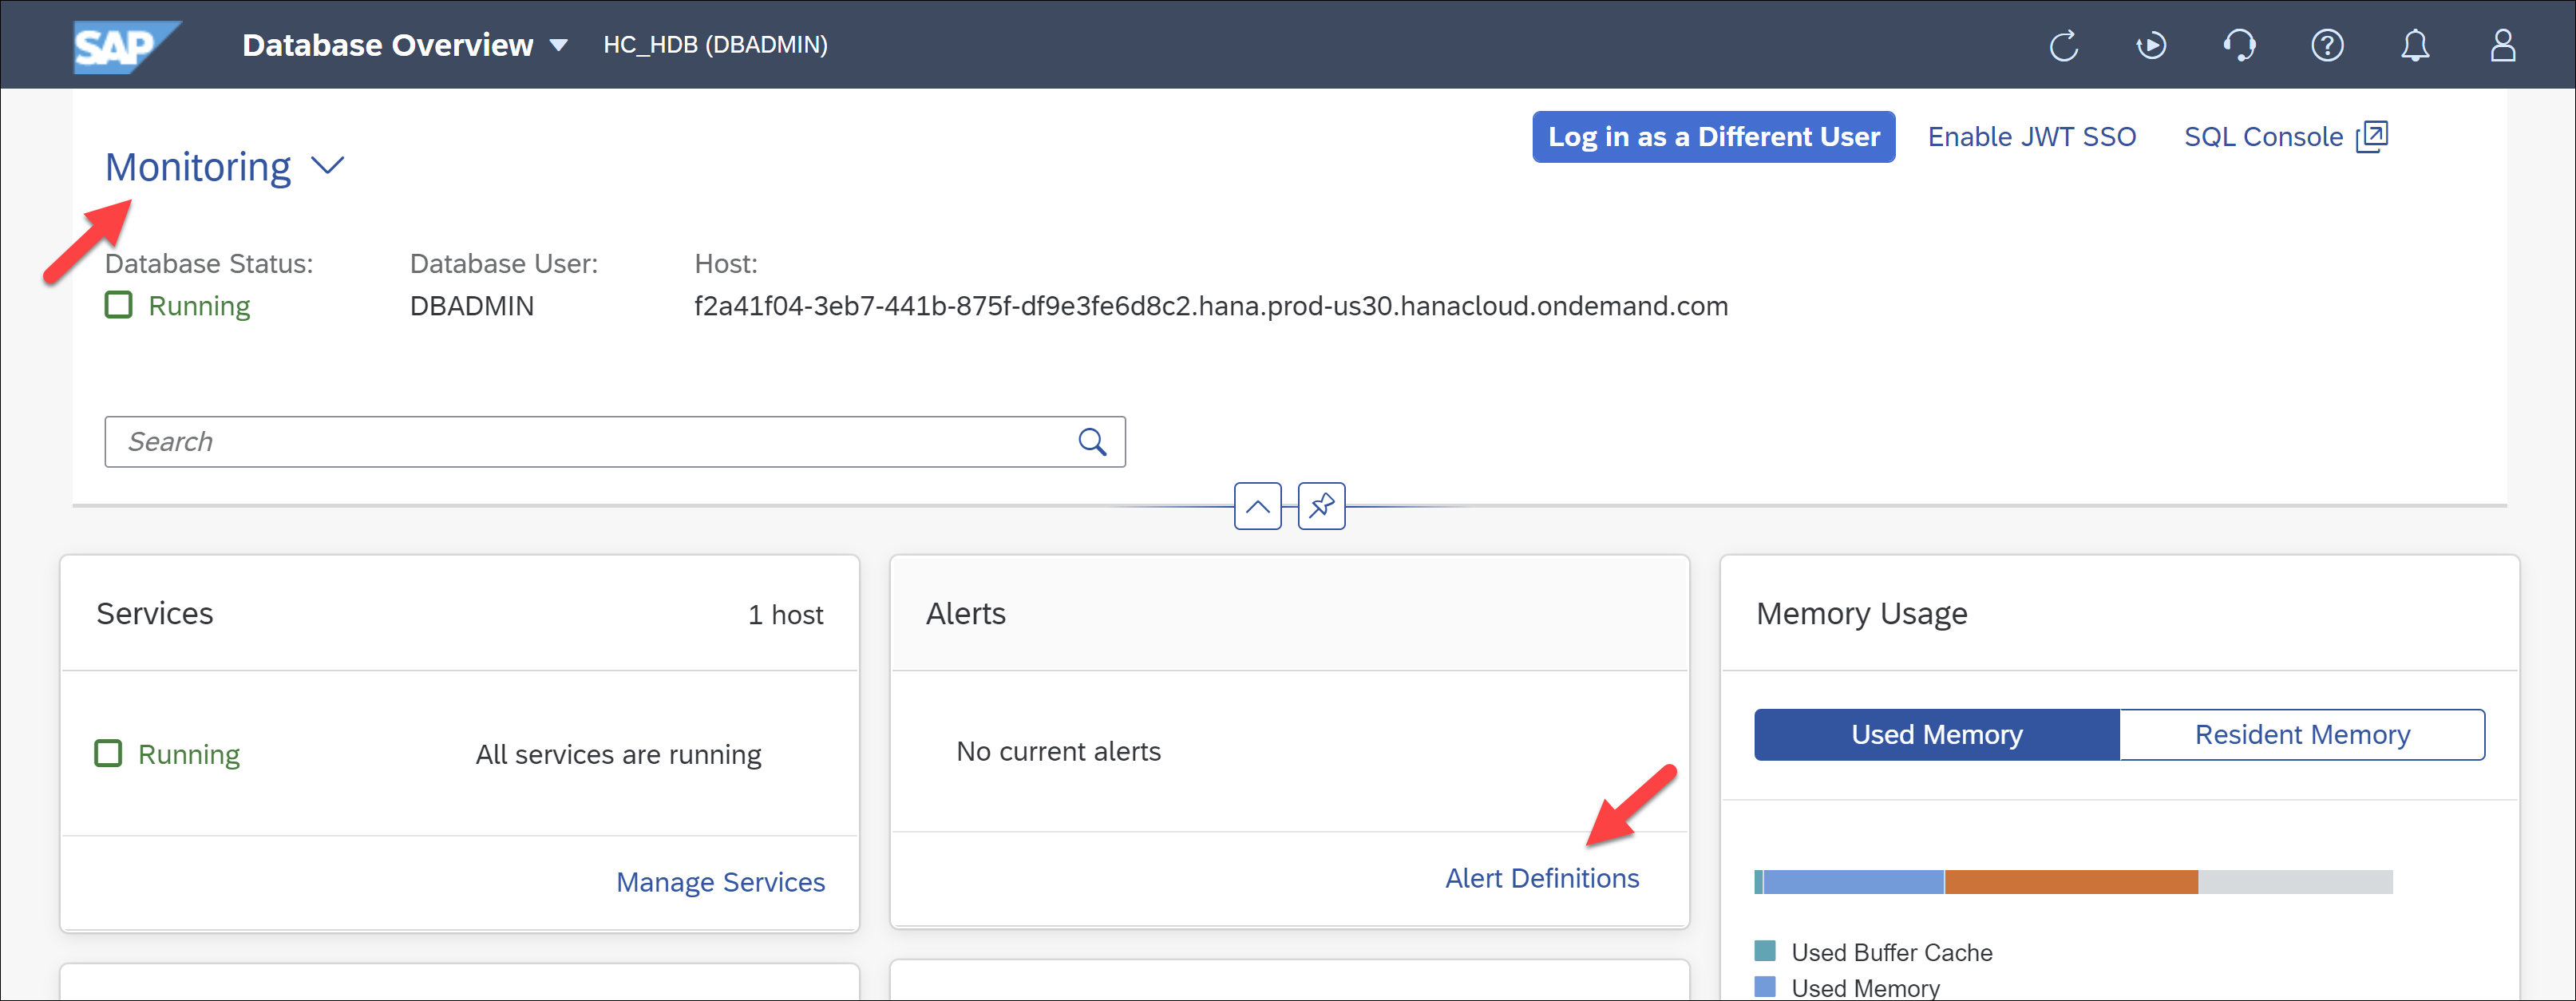 SAP Database Overview HC_HDB (DBADMIN)
Log in as a Different User Enable JWT SSO SQL Console
Monitoring
Database Status: Database User: Host:
Running DBADMIN f2a41f04-3eb7-441b-875f-df9e3fe6d8c2.hana.prod-us30.hanacloud.ondemand.com
Search
Services 1 host
Running All services are running
Manage Services
Alerts
No current alerts
Alert Definitions
Memory Usage
Used Memory Resident Memory
Used Buffer Cache
Used Memory